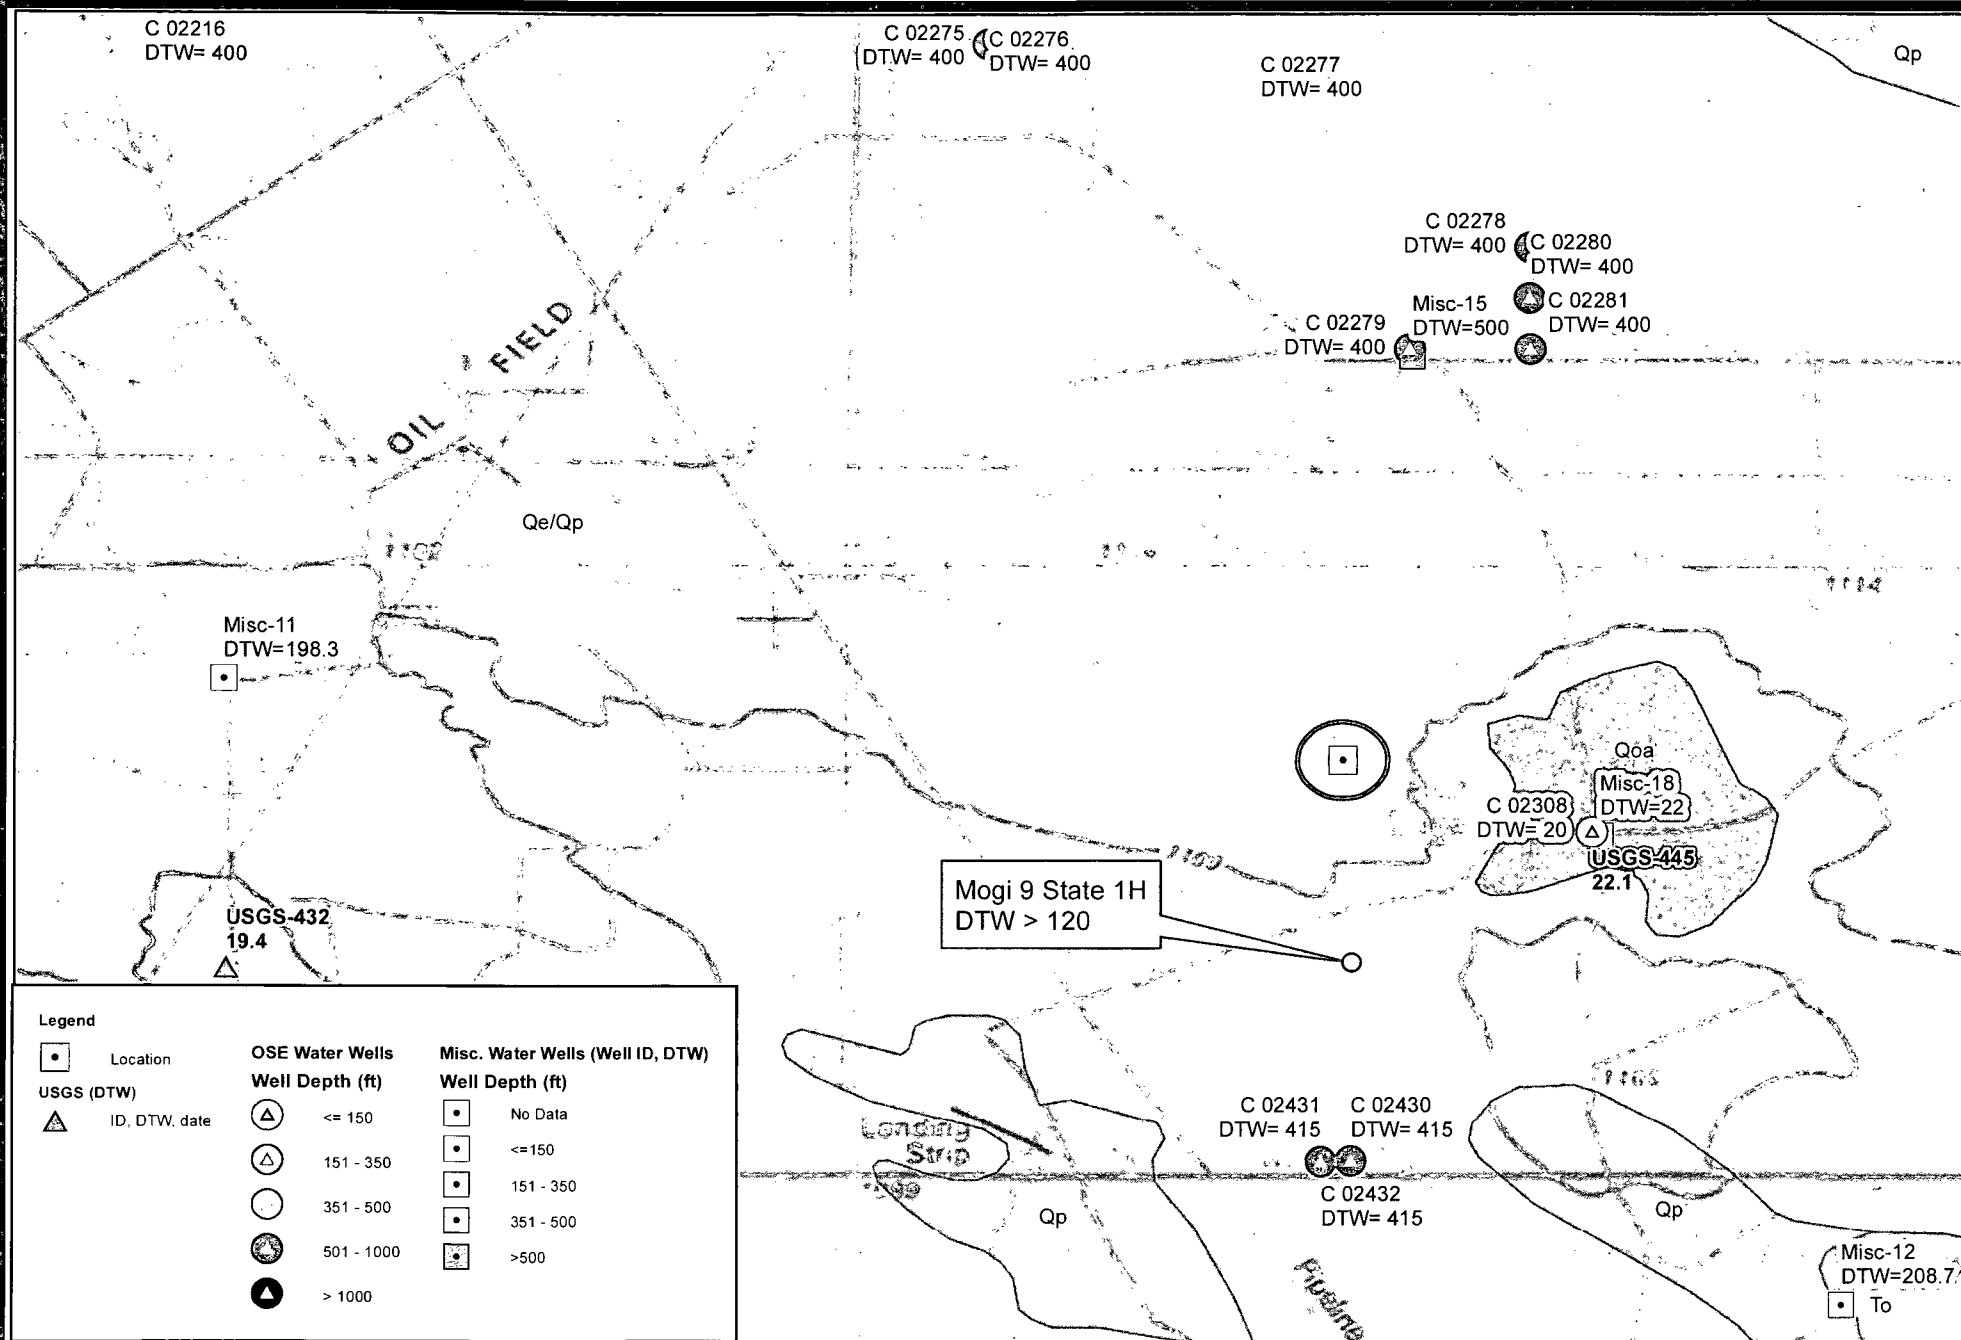 C 02216
DTW= 400
C 02275
DTW= 400
C 02276
DTW= 400
C 02277
DTW= 400
Qp
C 02278
DTW= 400
C 02280
DTW= 400
Misc-15
DTW=500
C 02281
DTW= 400
C 02279
DTW= 400
OIL FIELD
Qe/Qp
Misc-11
DTW=198.3
Qoa
Misc-18
DTW=22
C 02308
DTW= 20
USGS-445
22.1
Mogi 9 State 1H
DTW > 120
USGS-432
19.4
Landing
Strip
C 02431
DTW= 415
C 02430
DTW= 415
C 02432
DTW= 415
Qp
Qp
Pipeline
Misc-12
DTW=208.7
To
Legend
Location
USGS (DTW)
ID, DTW, date
OSE Water Wells
Well Depth (ft)
<= 150
151 - 350
351 - 500
501 - 1000
> 1000
Misc. Water Wells (Well ID, DTW)
Well Depth (ft)
No Data
<=150
151 - 350
351 - 500
>500